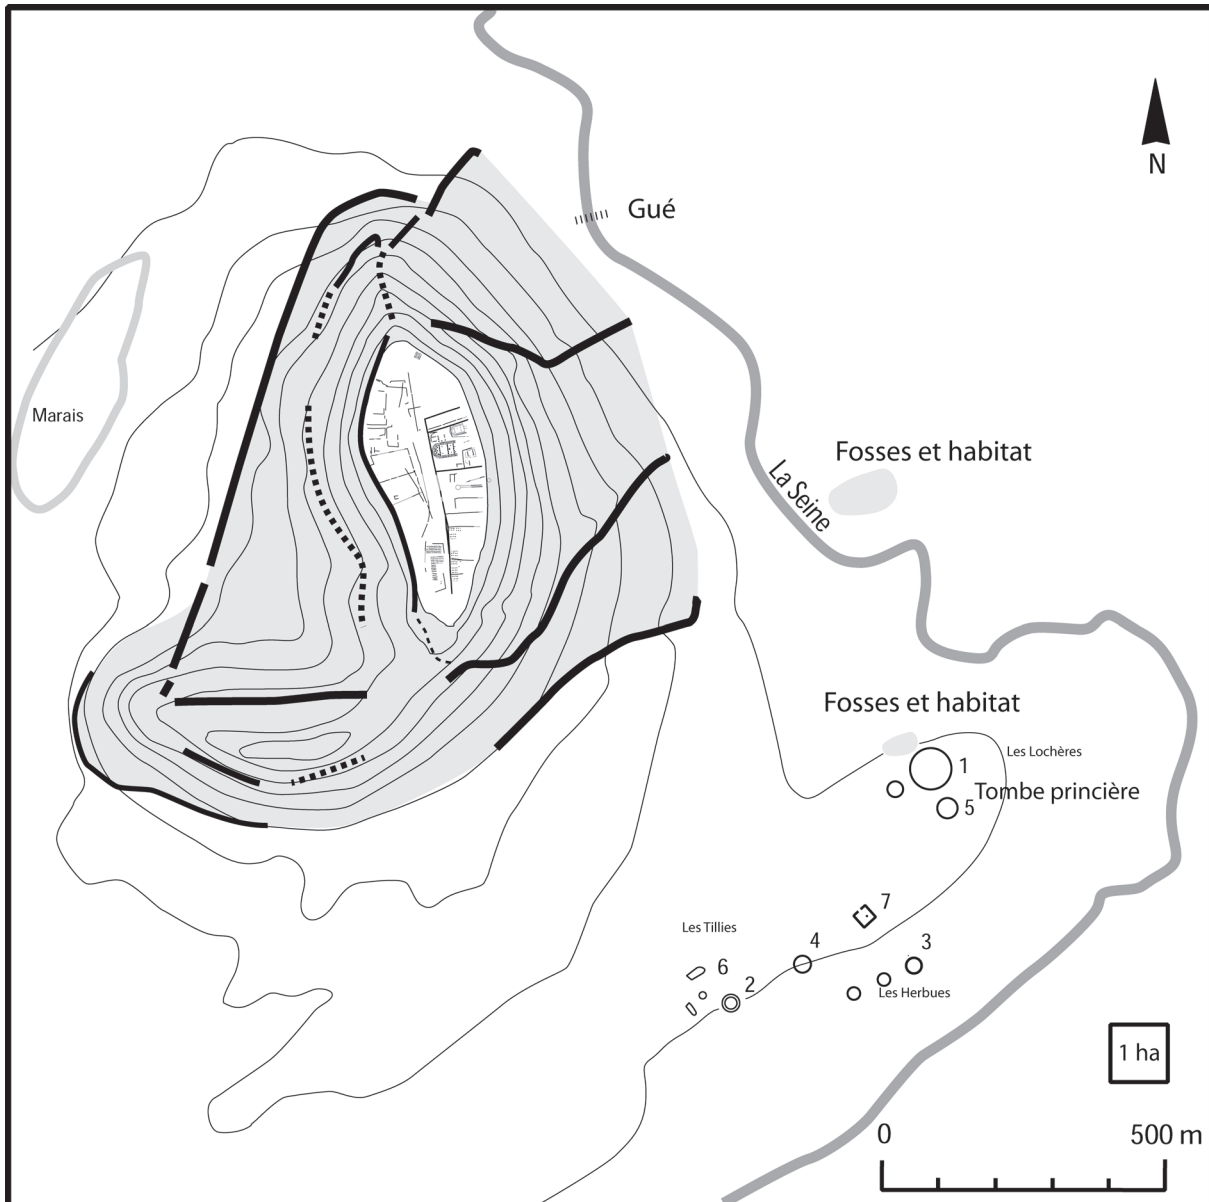 N
Gué
Marais
Fosses et habitat
La Seine
Fosses et habitat
Les Lochères
1
Tombe princière
5
7
Les Tillies
4
3
6
2
Les Herbues
1 ha
0
500 m